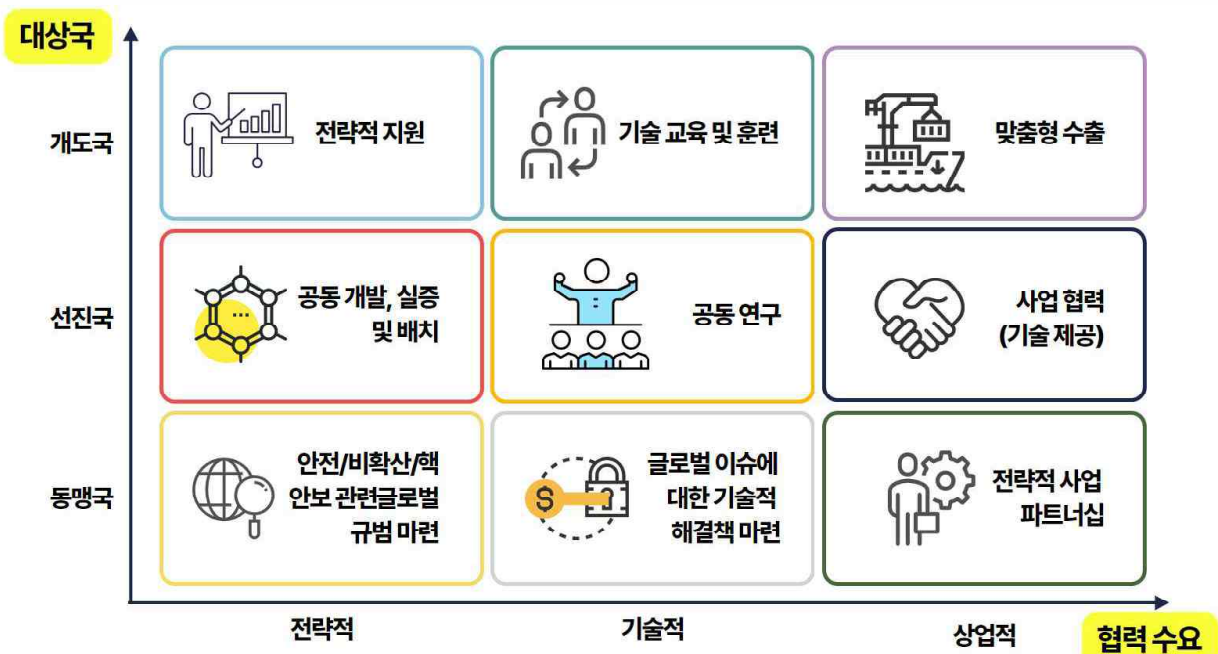 대상국
개도국
전략적 지원
기술 교육 및 훈련
맞춤형 수출
선진국
공동 개발, 실증
및 배치
공동 연구
사업 협력
(기술 제공)
동맹국
안전/비확산/핵
안보 관련글로벌
규범 마련
글로벌 이슈에
대한 기술적
해결책 마련
전략적 사업
파트너십
전략적
기술적
상업적
협력 수요